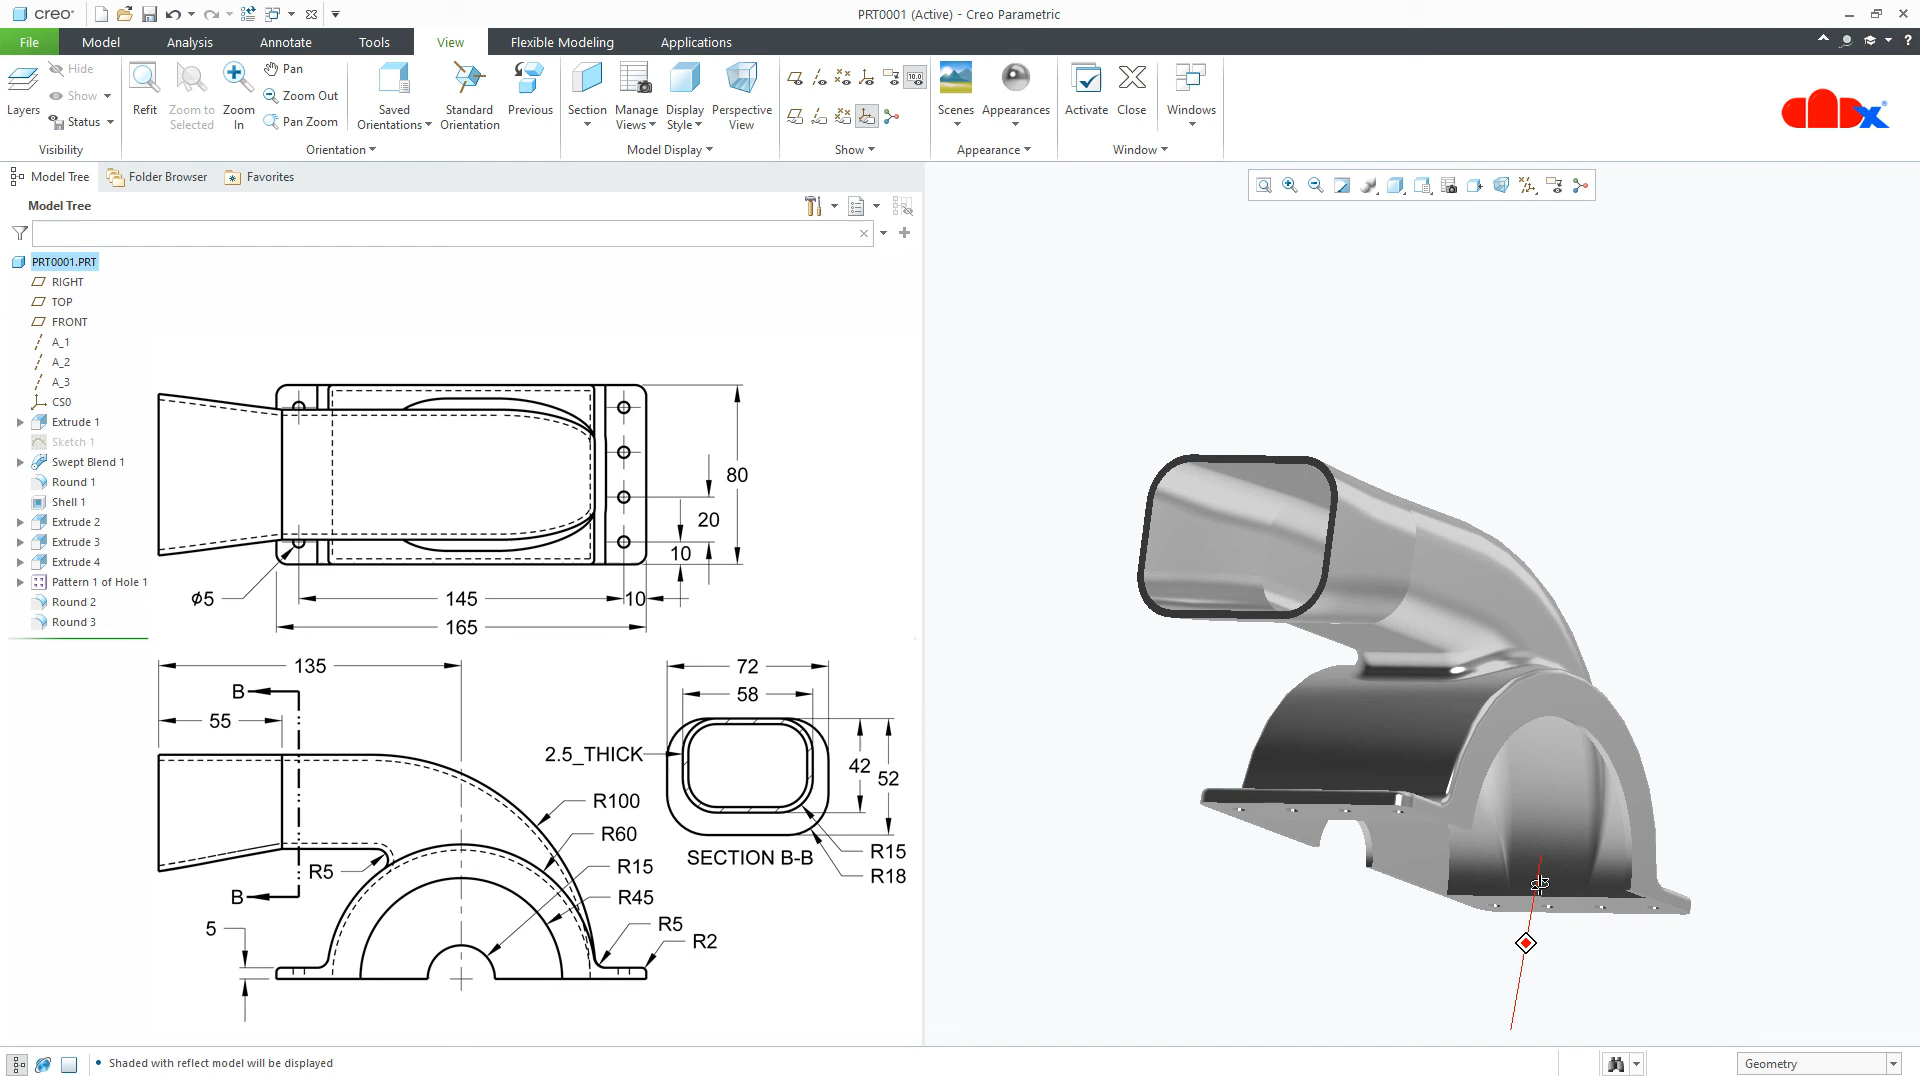 creo
PRT0001 (Active) - Creo Parametric
File
Model
Analysis
Annotate
Tools
View
Flexible Modeling
Applications
Layers
Hide
Show
Status
Visibility
Refit
Zoom to Selected
Zoom In
Pan
Zoom Out
Pan Zoom
Saved Orientations
Standard Orientation
Previous
Orientation
Section
Manage Views
Display Style
Perspective View
Model Display
10.0
Show
Scenes
Appearances
Appearance
Activate
Close
Windows
Window
Model Tree
Folder Browser
Favorites
Model Tree
PRT0001.PRT
RIGHT
TOP
FRONT
A_1
A_2
A_3
CS0
Extrude 1
Sketch 1
Swept Blend 1
Round 1
Shell 1
Extrude 2
Extrude 3
Extrude 4
Pattern 1 of Hole 1
Round 2
Round 3
80
20
10
ϕ5
145
10
165
135
B
55
R5
B
5
R100
R60
R15
R45
R5
R2
72
58
2.5_THICK
42
52
R15
R18
SECTION B-B
Shaded with reflect model will be displayed
Geometry